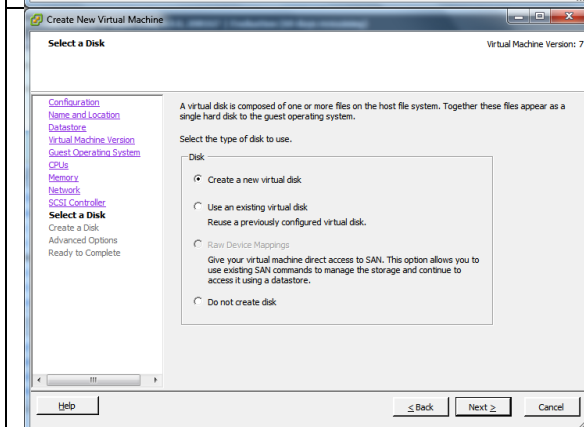 Create New Virtual Machine
Select a Disk
Virtual Machine Version: 7
Configuration
Name and Location
Datastore
Virtual Machine Version
Guest Operating System
CPUs
Memory
Network
SCSI Controller
Select a Disk
Create a Disk
Advanced Options
Ready to Complete
A virtual disk is composed of one or more files on the host file system. Together these files appear as a
single hard disk to the guest operating system.
Select the type of disk to use.
Disk
Create a new virtual disk
Use an existing virtual disk
Reuse a previously configured virtual disk.
Raw Device Mappings
Give your virtual machine direct access to SAN. This option allows you to
use existing SAN commands to manage the storage and continue to
access it using a datastore.
Do not create disk
Help
≤ Back
Next ≥
Cancel